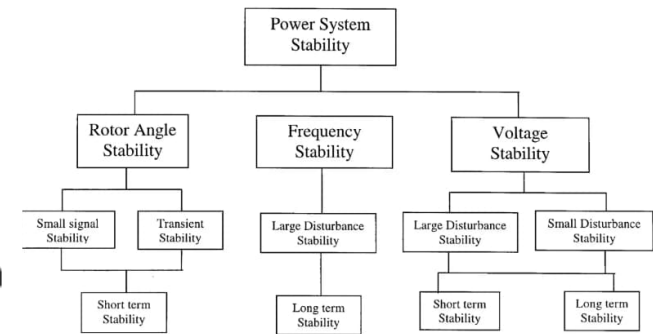 Power System
Stability
Rotor Angle
Stability
Frequency
Stability
Voltage
Stability
Small signal
Stability
Transient
Stability
Large Disturbance
Stability
Large Disturbance
Stability
Small Disturbance
Stability
Short term
Stability
Long term
Stability
Short term
Stability
Long term
Stability